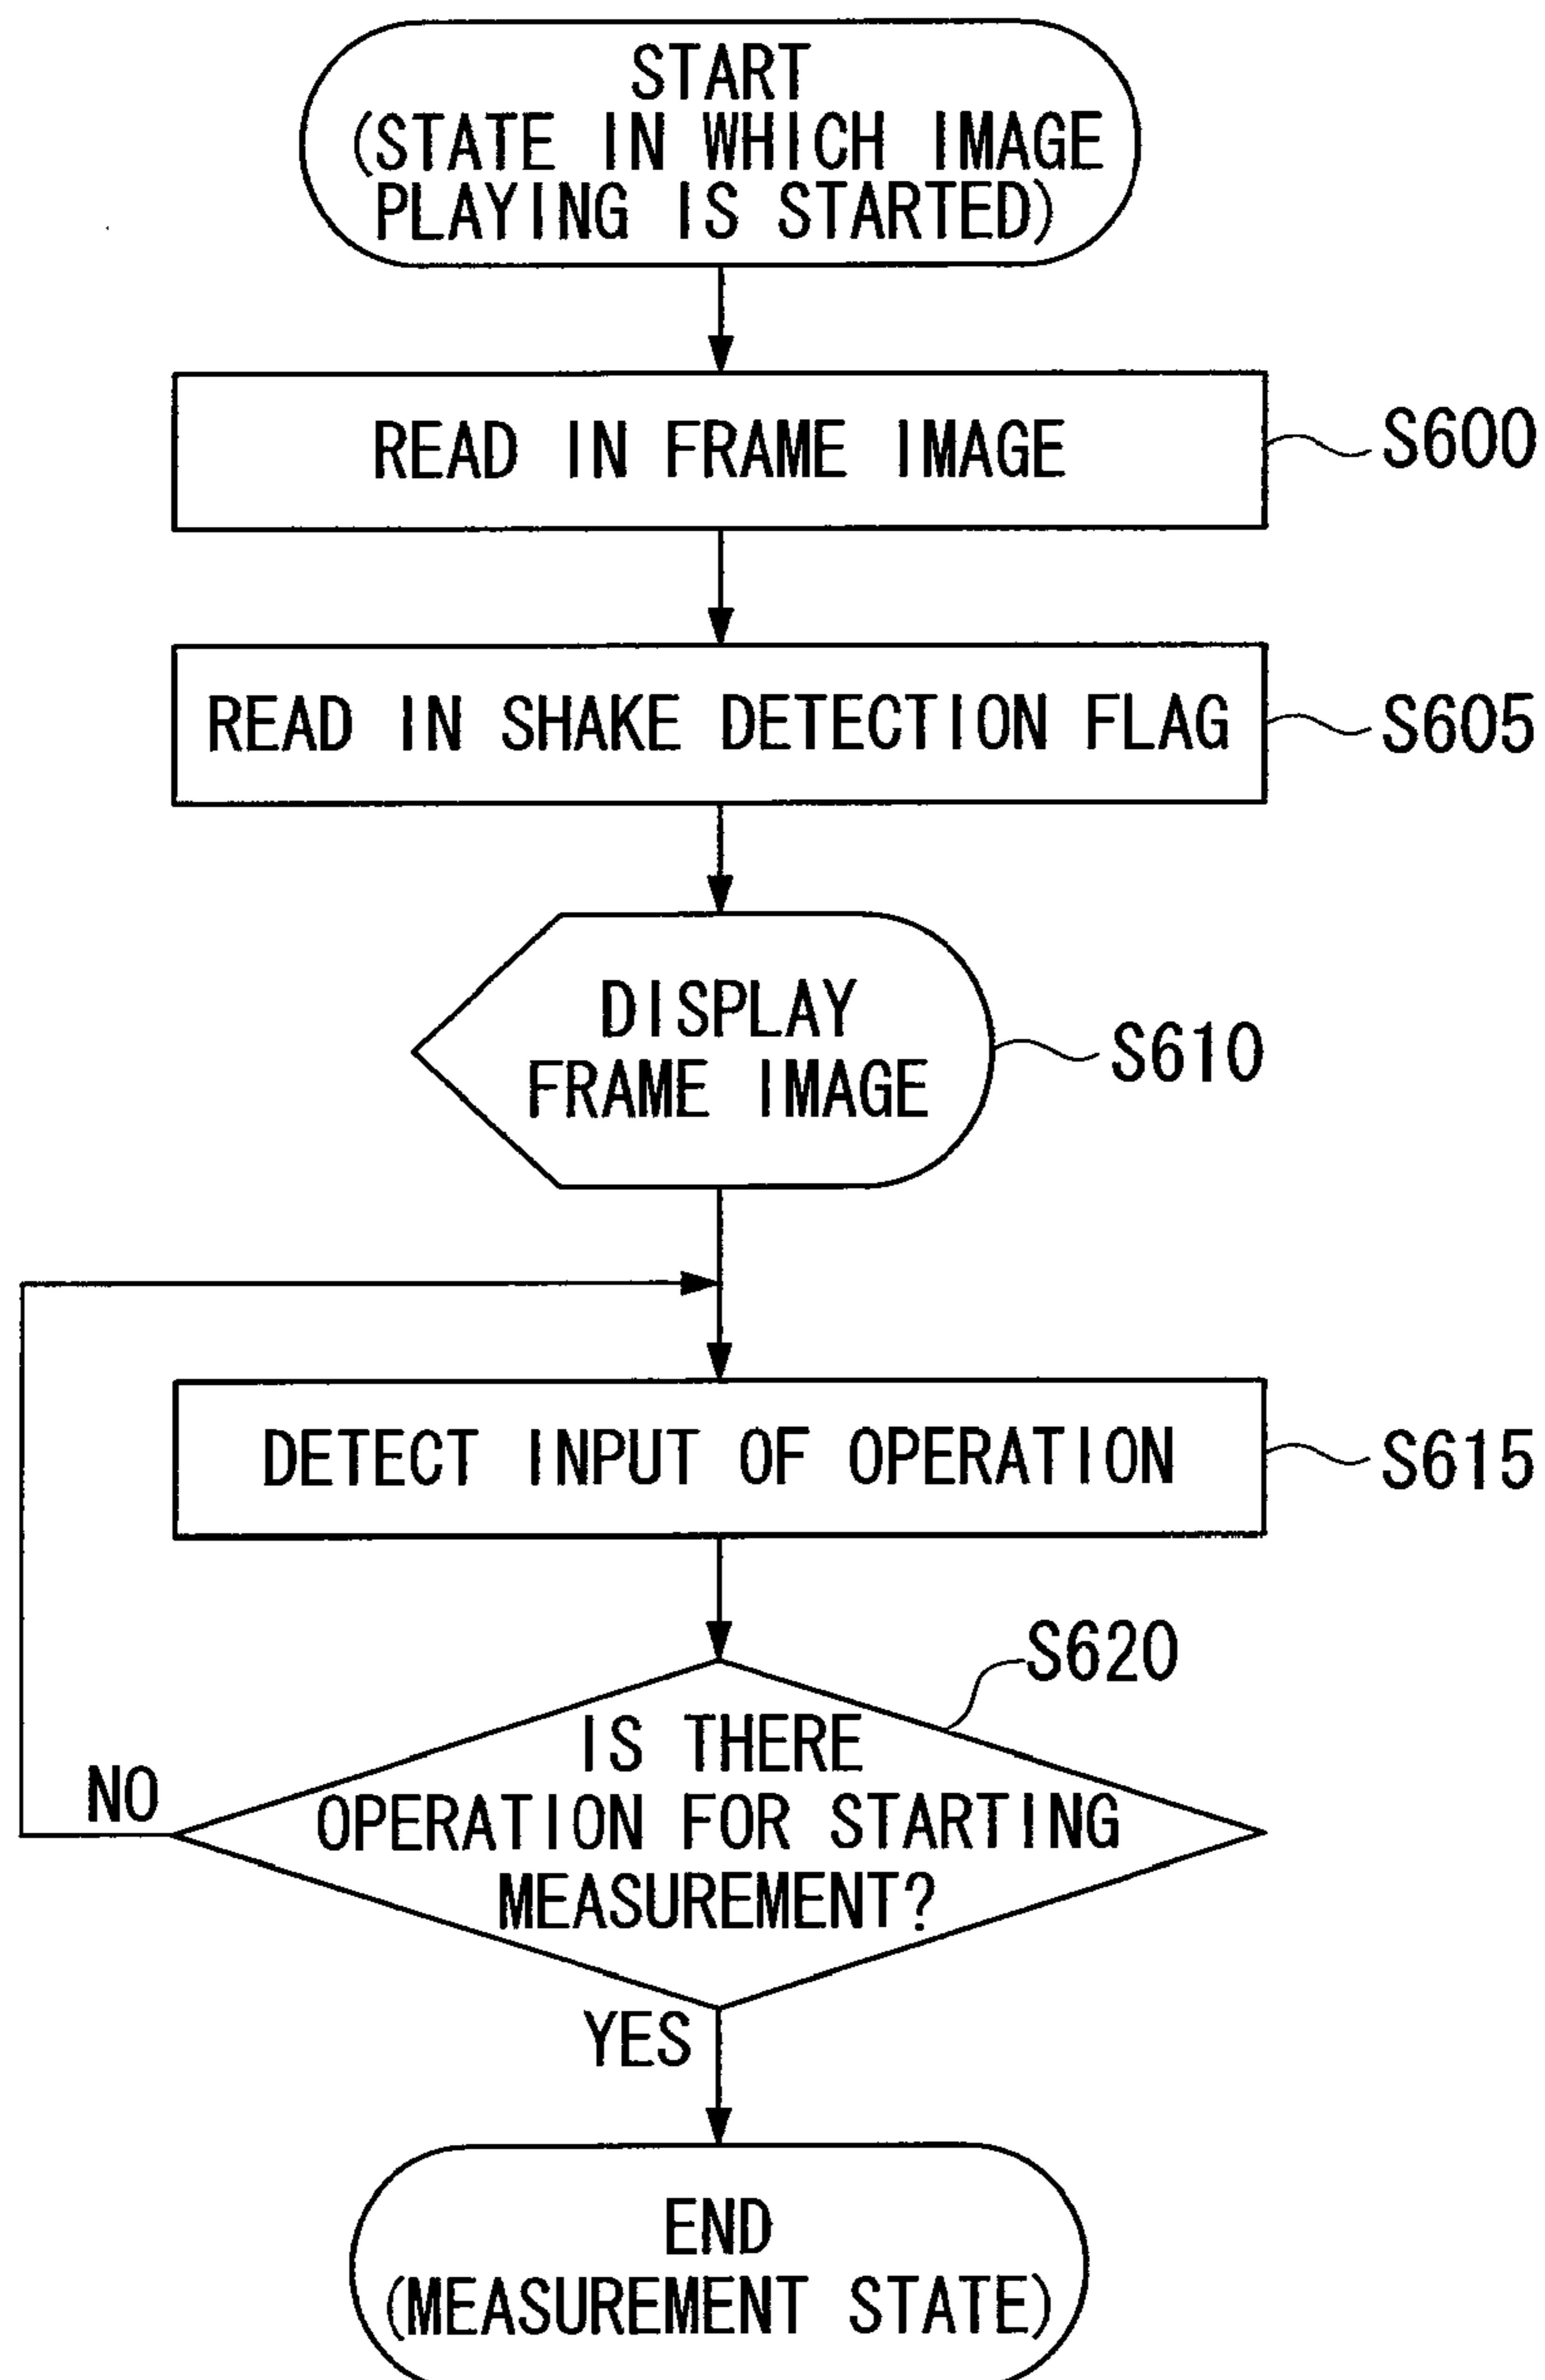 START
(STATE IN WHICH IMAGE
PLAYING IS STARTED)
READ IN FRAME IMAGE
S600
READ IN SHAKE DETECTION FLAG
S605
DISPLAY
FRAME IMAGE
S610
DETECT INPUT OF OPERATION
S615
S620
IS THERE
OPERATION FOR STARTING
MEASUREMENT?
NO
YES
END
(MEASUREMENT STATE)